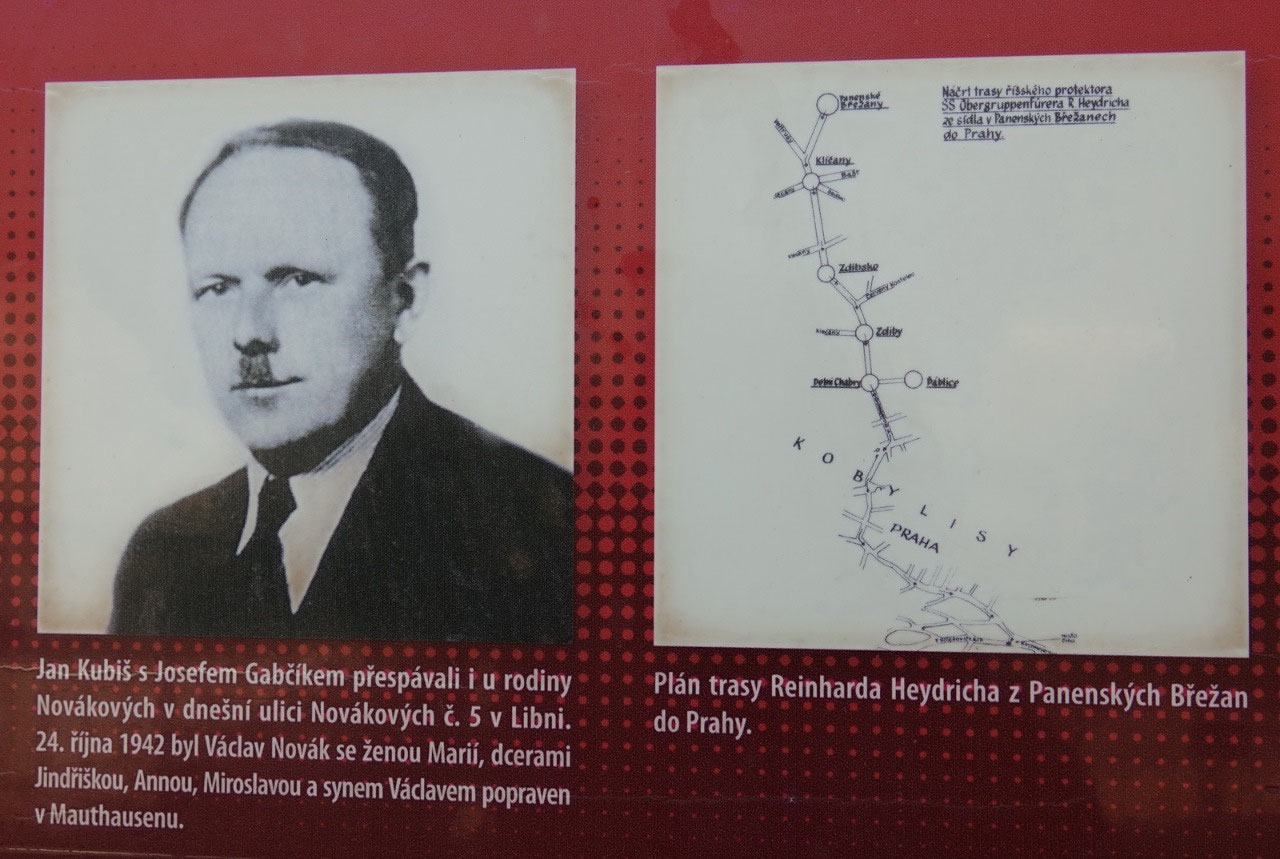 Panenské
Břežany
Náčrt trasy říšského protektora
SS Obergruppenfürera R. Heydricha
ze sídla v Panenských Břežanech
do Prahy.
Klíčany
Bašť
Zdibsko
Zdiby
Dolní Chabry
Ďáblice
KOBYLISY
PRAHA
Jan Kubiš s Josefem Gabčíkem přespávali i u rodiny
Novákových v dnešní ulici Novákových č. 5 v Libni.
24. října 1942 byl Václav Novák se ženou Marií, dcerami
Jindřiškou, Annou, Miroslavou a synem Václavem popraven
v Mauthausenu.
Plán trasy Reinharda Heydricha z Panenských Břežan
do Prahy.